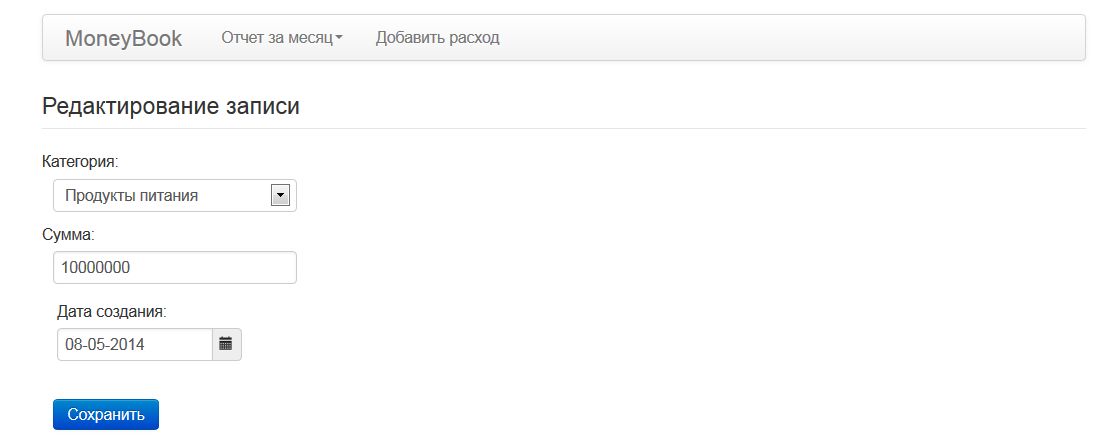 MoneyBook Отчет за месяц Добавить расход
Редактирование записи
Категория:
Продукты питания
Сумма:
10000000
Дата создания:
08-05-2014
Сохранить